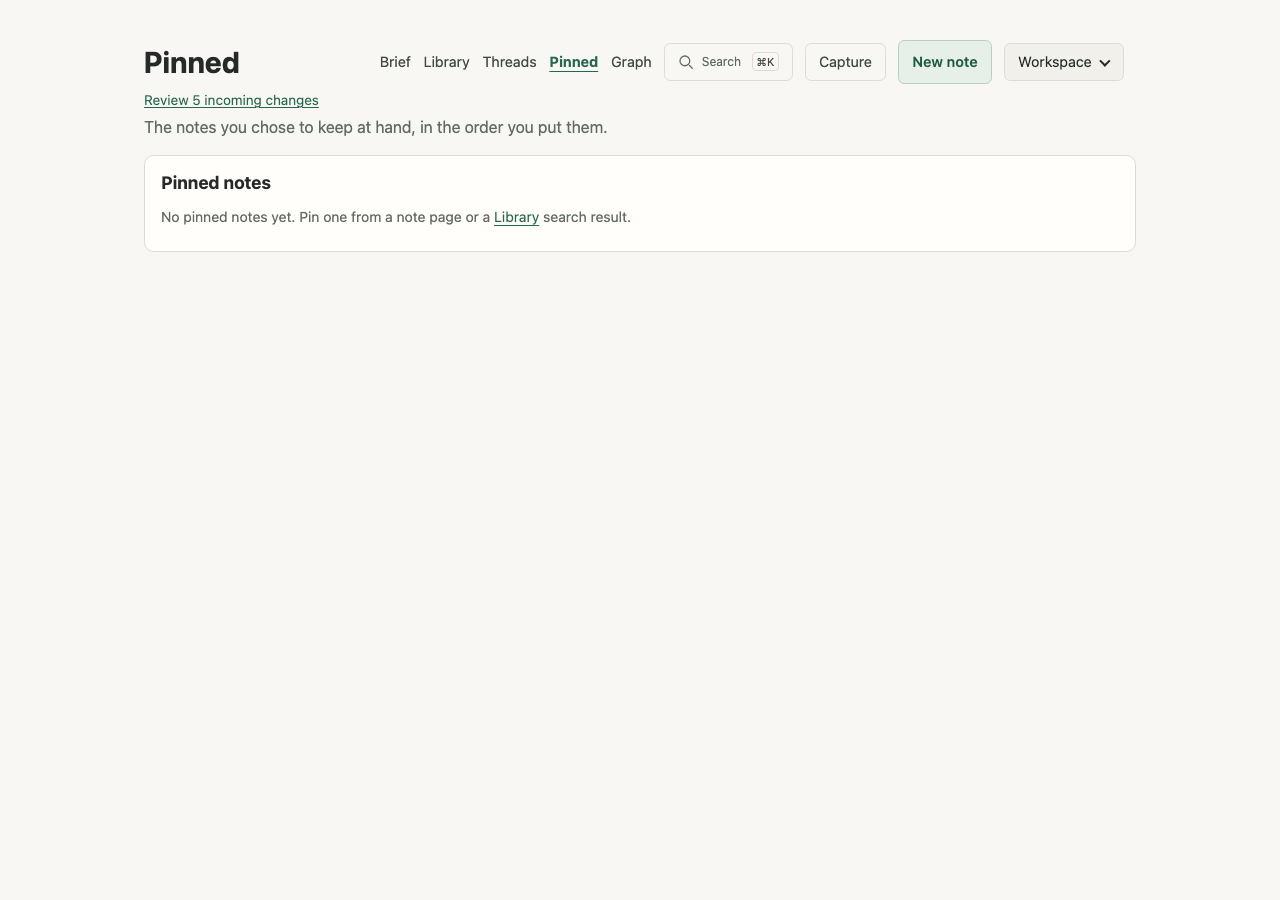 Pinned
Brief Library Threads Pinned Graph Search ⌘K Capture New note Workspace
Review 5 incoming changes
The notes you chose to keep at hand, in the order you put them.
Pinned notes
No pinned notes yet. Pin one from a note page or a Library search result.